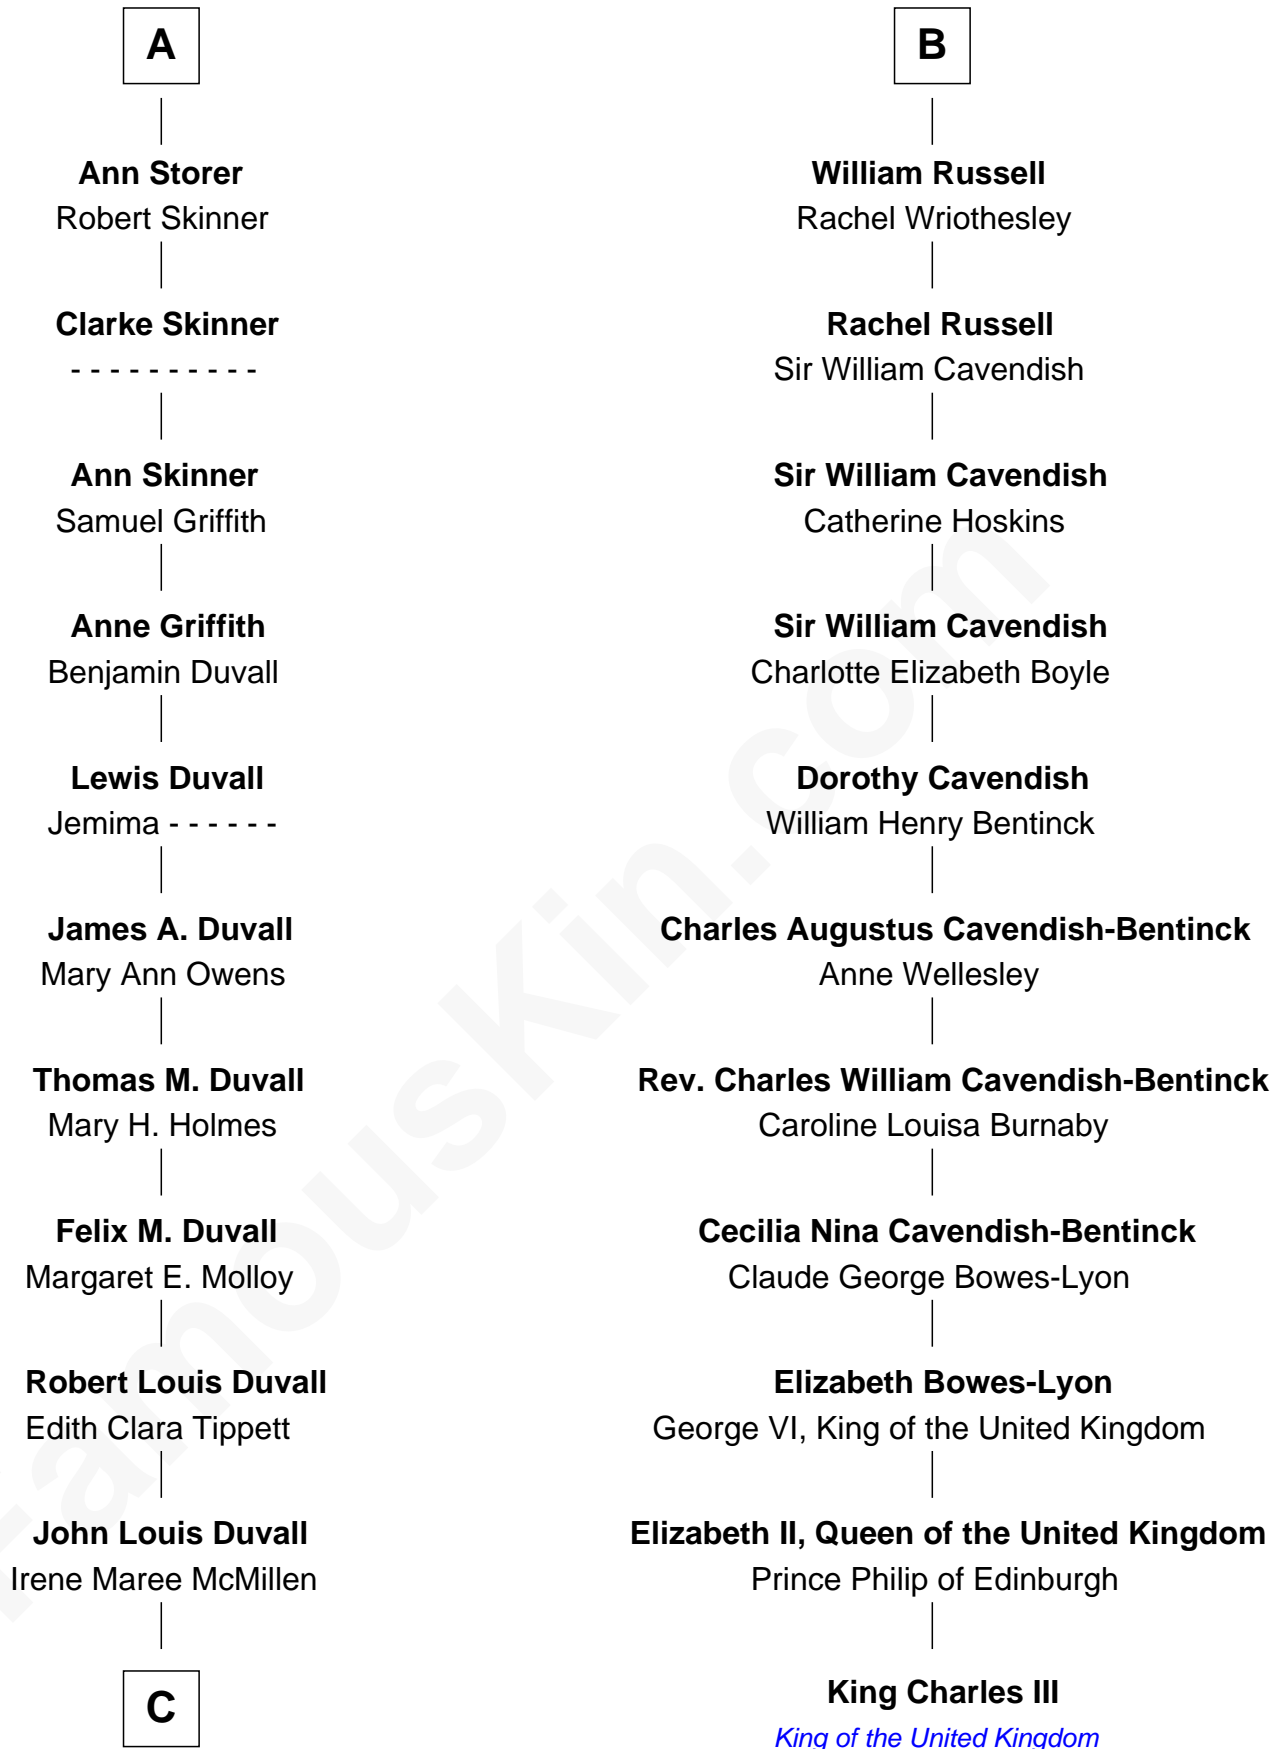 A
Ann Storer
Robert Skinner
Clarke Skinner
- - - - - - - - - -
Ann Skinner
Samuel Griffith
Anne Griffith
Benjamin Duvall
Lewis Duvall
Jemima - - - - - -
James A. Duvall
Mary Ann Owens
Thomas M. Duvall
Mary H. Holmes
Felix M. Duvall
Margaret E. Molloy
Robert Louis Duvall
Edith Clara Tippett
John Louis Duvall
Irene Maree McMillen
C
B
William Russell
Rachel Wriothesley
Rachel Russell
Sir William Cavendish
Sir William Cavendish
Catherine Hoskins
Sir William Cavendish
Charlotte Elizabeth Boyle
Dorothy Cavendish
William Henry Bentinck
Charles Augustus Cavendish-Bentinck
Anne Wellesley
Rev. Charles William Cavendish-Bentinck
Caroline Louisa Burnaby
Cecilia Nina Cavendish-Bentinck
Claude George Bowes-Lyon
Elizabeth Bowes-Lyon
George VI, King of the United Kingdom
Elizabeth II, Queen of the United Kingdom
Prince Philip of Edinburgh
King Charles III
King of the United Kingdom
FamousKin.com